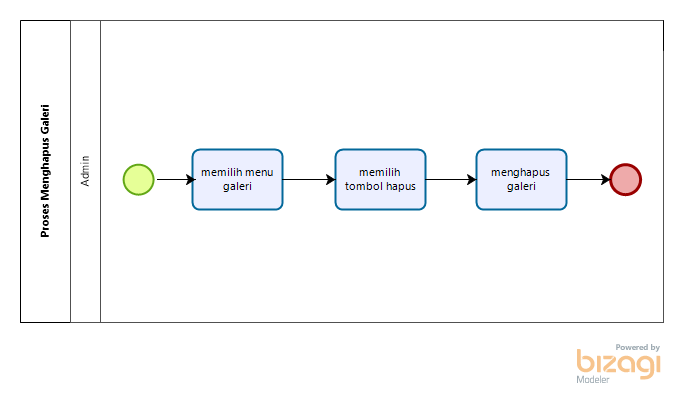 Proses Menghapus Galeri
Admin
memilih menu
galeri
memilih
tombol hapus
menghapus
galeri
Powered by
bizagi
Modeler